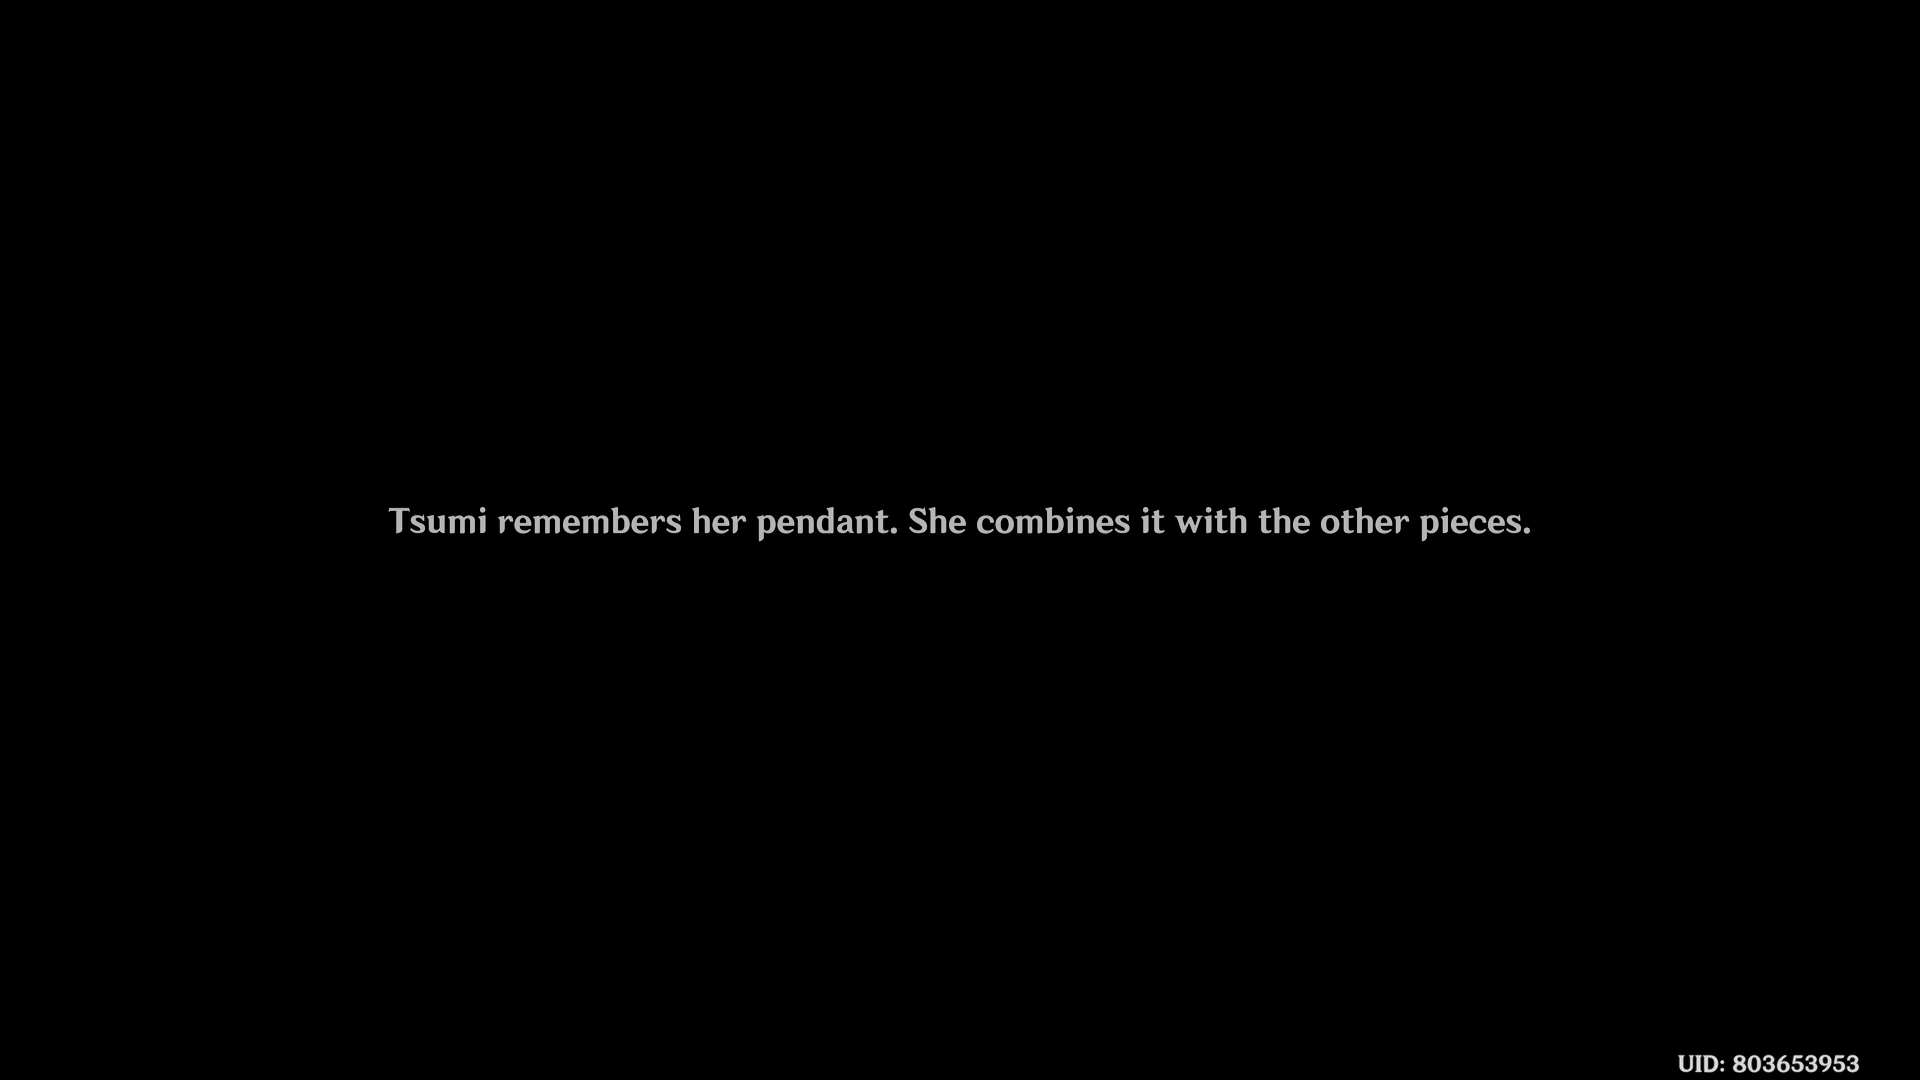 Tsumi remembers her pendant. She combines it with the other pieces.
UID: 803653953